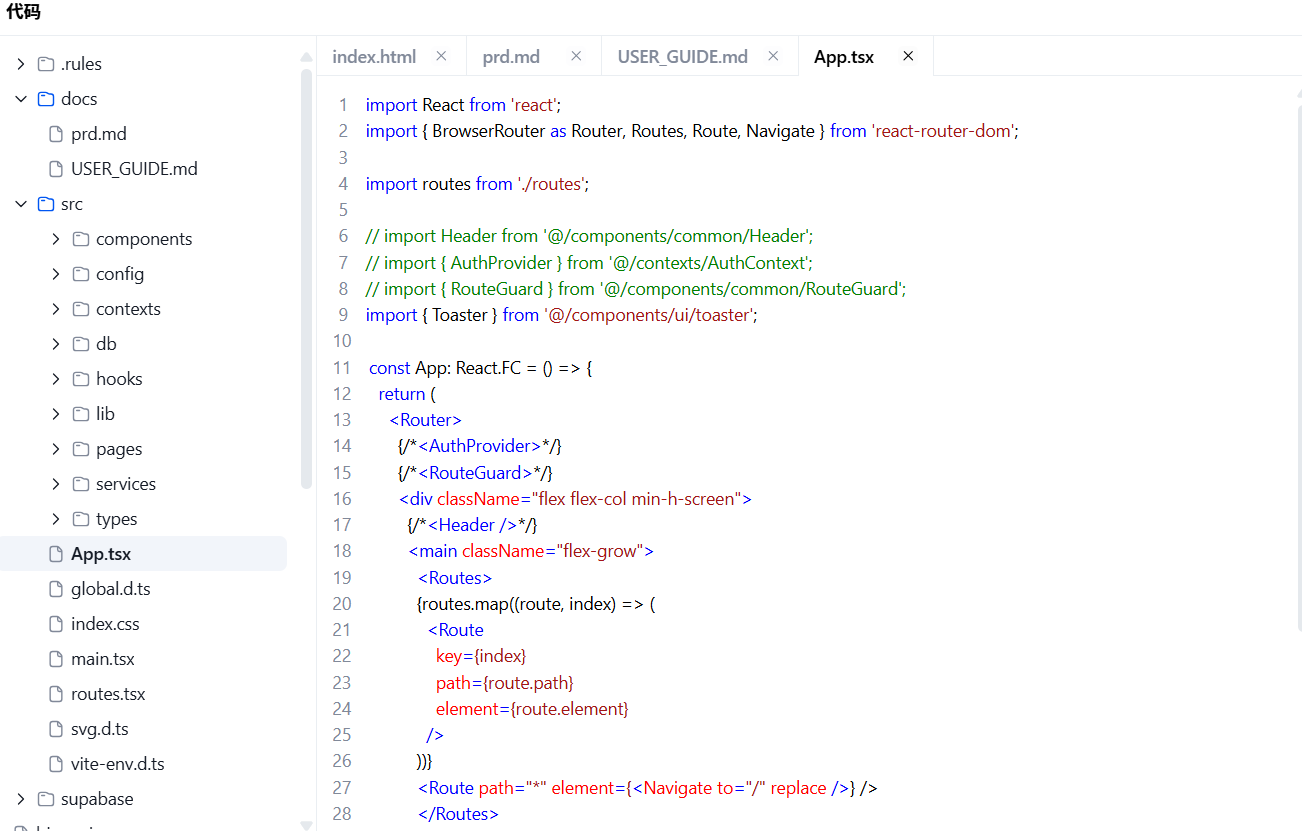 代码
.rules
docs
prd.md
USER_GUIDE.md
src
components
config
contexts
db
hooks
lib
pages
services
types
App.tsx
global.d.ts
index.css
main.tsx
routes.tsx
svg.d.ts
vite-env.d.ts
supabase
index.html × prd.md × USER_GUIDE.md × App.tsx ×
1 import React from 'react';
2 import { BrowserRouter as Router, Routes, Route, Navigate } from 'react-router-dom';
3
4 import routes from './routes';
5
6 // import Header from '@/components/common/Header';
7 // import { AuthProvider } from '@/contexts/AuthContext';
8 // import { RouteGuard } from '@/components/common/RouteGuard';
9 import { Toaster } from '@/components/ui/toaster';
10
11 const App: React.FC = () => {
12 return (
13 <Router>
14 {/*<AuthProvider>*/}
15 {/*<RouteGuard>*/}
16 <div className="flex flex-col min-h-screen">
17 {/*<Header />*/}
18 <main className="flex-grow">
19 <Routes>
20 {routes.map((route, index) => (
21 <Route
22 key={index}
23 path={route.path}
24 element={route.element}
25 />
26 ))}
27 <Route path="*" element={<Navigate to="/" replace />} />
28 </Routes>